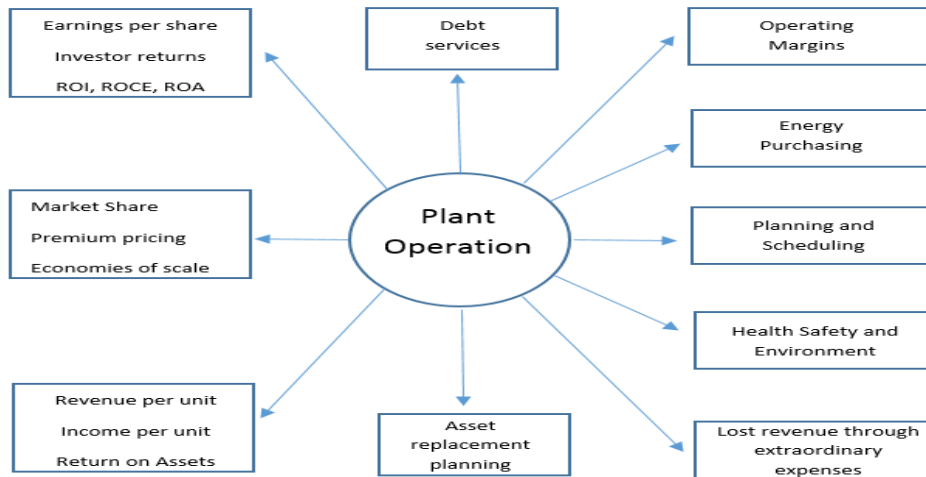 Earnings per share
Investor returns
ROI, ROCE, ROA
Debt
services
Operating
Margins
Energy
Purchasing
Market Share
Premium pricing
Economies of scale
Plant
Operation
Planning and
Scheduling
Health Safety and
Environment
Revenue per unit
Income per unit
Return on Assets
Asset
replacement
planning
Lost revenue through
extraordinary
expenses